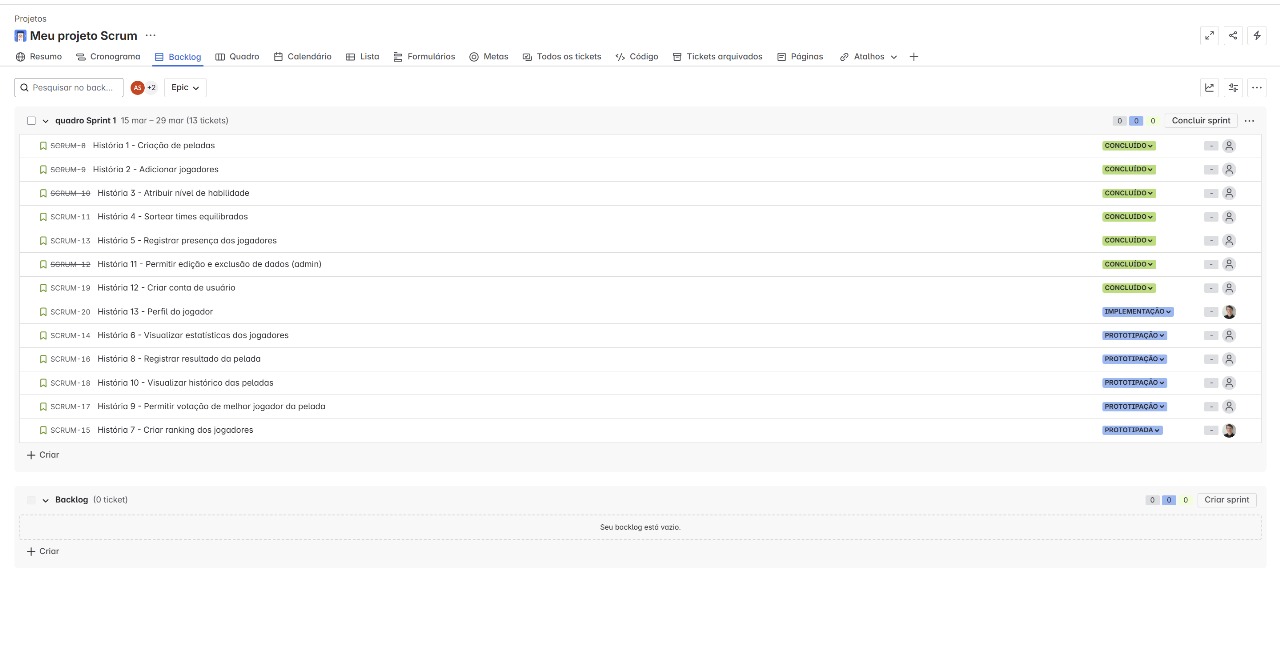 Projetos
Meu projeto Scrum ...
Resumo Cronograma Backlog Quadro Calendário Lista Formulários Metas Todos os tickets Código Tickets arquivados Páginas Atalhos
Pesquisar no back... AS +2 Epic
quadro Sprint 1 15 mar – 29 mar (13 tickets) 0 0 0 Concluir sprint ...
SCRUM-8 História 1 - Criação de peladas CONCLUÍDO -
SCRUM-9 História 2 - Adicionar jogadores CONCLUÍDO -
SCRUM-10 História 3 - Atribuir nível de habilidade CONCLUÍDO -
SCRUM-11 História 4 - Sortear times equilibrados CONCLUÍDO -
SCRUM-13 História 5 - Registrar presença dos jogadores CONCLUÍDO -
SCRUM-12 História 11 - Permitir edição e exclusão de dados (admin) CONCLUÍDO -
SCRUM-19 História 12 - Criar conta de usuário CONCLUÍDO -
SCRUM-20 História 13 - Perfil do jogador IMPLEMENTAÇÃO -
SCRUM-14 História 6 - Visualizar estatísticas dos jogadores PROTOTIPAÇÃO -
SCRUM-16 História 8 - Registrar resultado da pelada PROTOTIPAÇÃO -
SCRUM-18 História 10 - Visualizar histórico das peladas PROTOTIPAÇÃO -
SCRUM-17 História 9 - Permitir votação de melhor jogador da pelada PROTOTIPAÇÃO -
SCRUM-15 História 7 - Criar ranking dos jogadores PROTOTIPADA -
+ Criar
Backlog (0 ticket) 0 0 0 Criar sprint
Seu backlog está vazio.
+ Criar